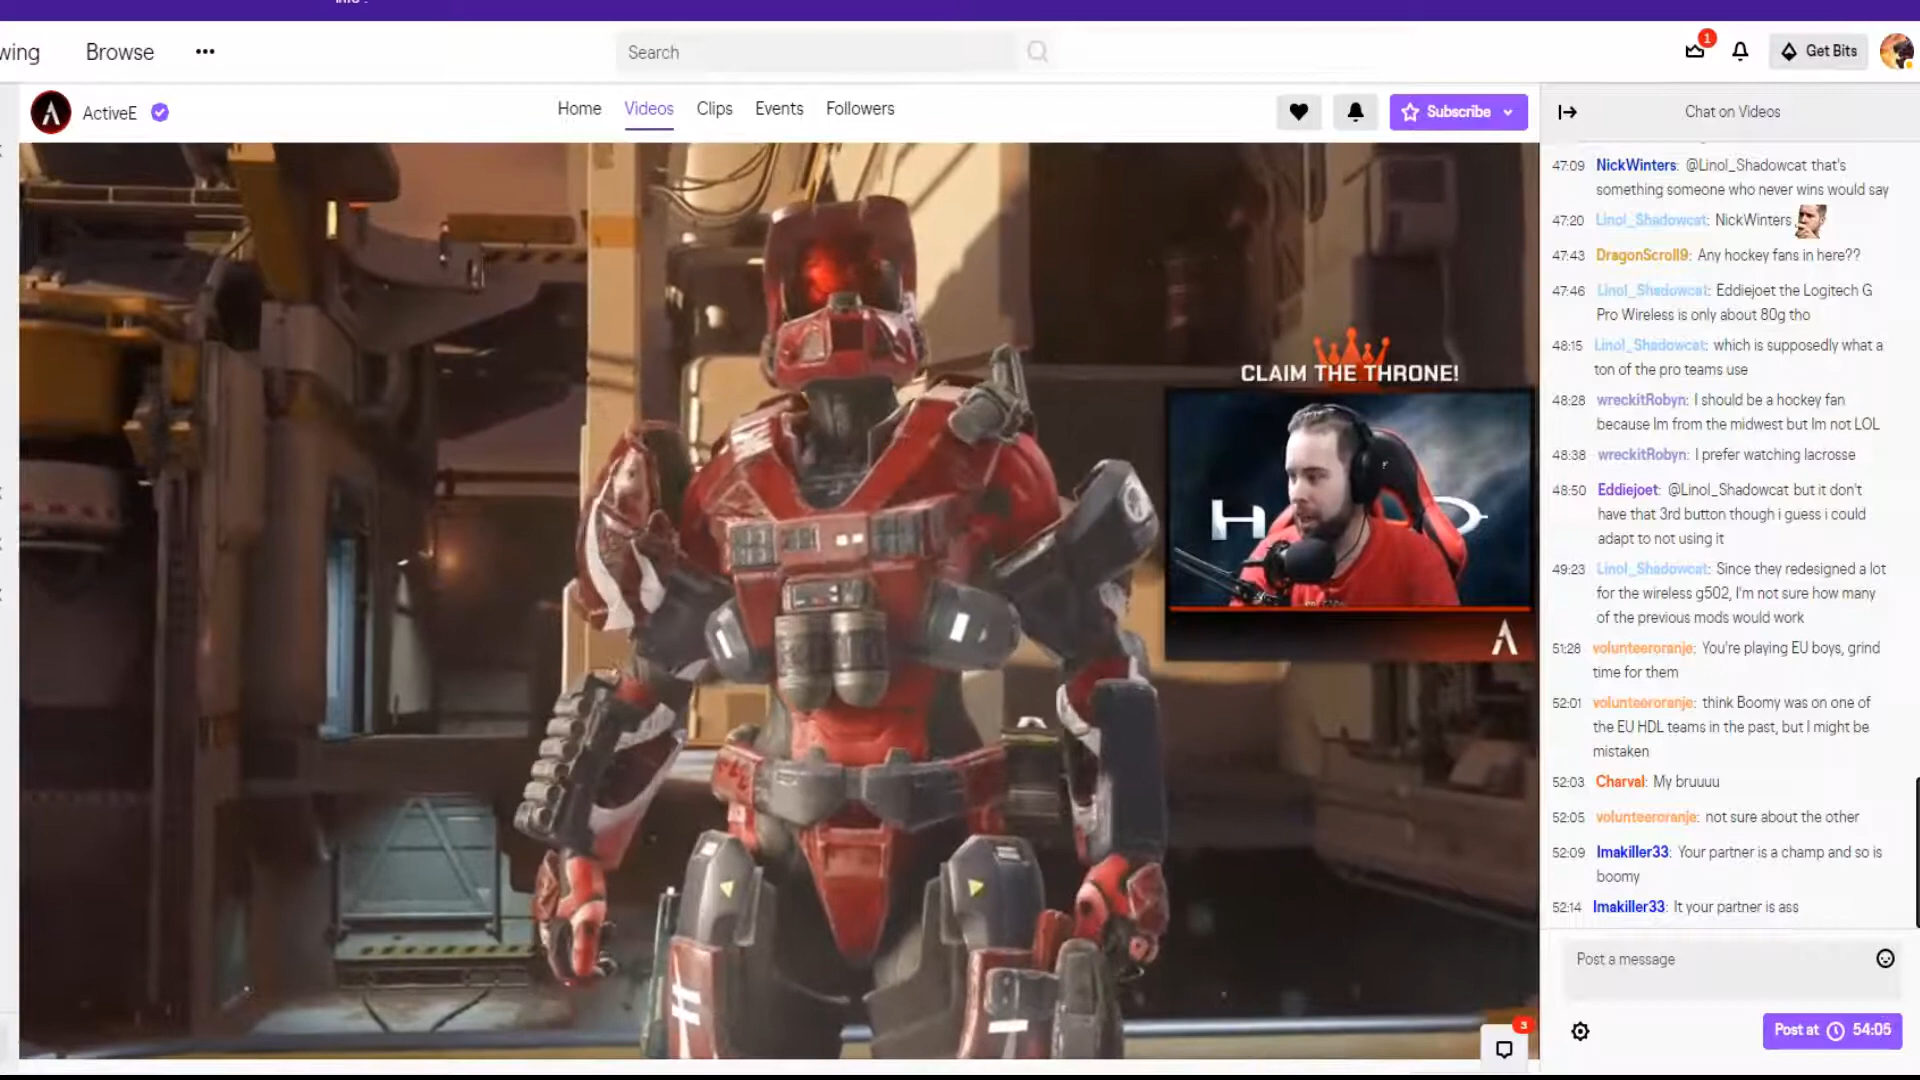 wing
Browse
Search
1
Get Bits
ActiveE
Home
Videos
Clips
Events
Followers
Subscribe
Chat on Videos
47:09 NickWinters: @Linol_Shadowcat that's
something someone who never wins would say
47:20 Linol_Shadowcat: NickWinters
47:43 DragonScroll9: Any hockey fans in here??
47:46 Linol_Shadowcat: Eddiejoet the Logitech G
Pro Wireless is only about 80g tho
48:15 Linol_Shadowcat: which is supposedly what a
ton of the pro teams use
48:28 wreckitRobyn: I should be a hockey fan
because Im from the midwest but Im not LOL
48:38 wreckitRobyn: I prefer watching lacrosse
48:50 Eddiejoet: @Linol_Shadowcat but it don't
have that 3rd button though i guess i could
adapt to not using it
49:23 Linol_Shadowcat: Since they redesigned a lot
for the wireless g502, I'm not sure how many
of the previous mods would work
51:28 volunteeroranje: You're playing EU boys, grind
time for them
52:01 volunteeroranje: think Boomy was on one of
the EU HDL teams in the past, but I might be
mistaken
52:03 Charval: My bruuuu
52:05 volunteeroranje: not sure about the other
52:09 Imakiller33: Your partner is a champ and so is
boomy
52:14 Imakiller33: It your partner is ass
Post a message
Post at 54:05
CLAIM THE THRONE!
3